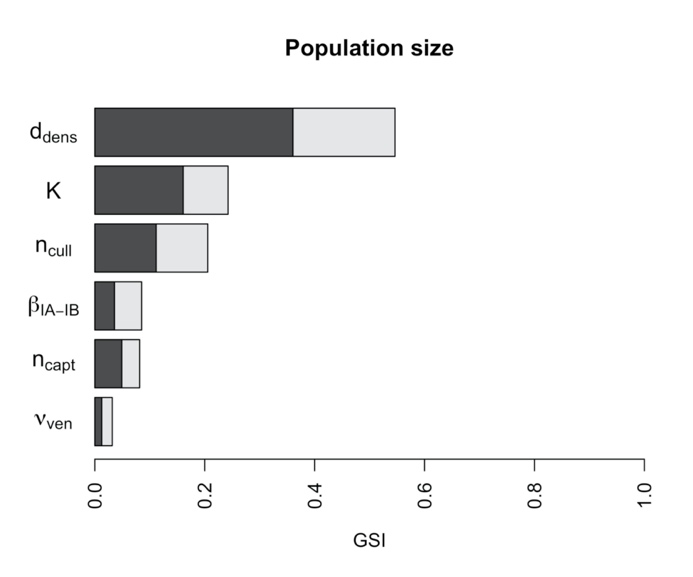 Population size
d_dens
K
n_cull
β_IA−IB
n_capt
ν_ven
0.0 0.2 0.4 0.6 0.8 1.0
GSI